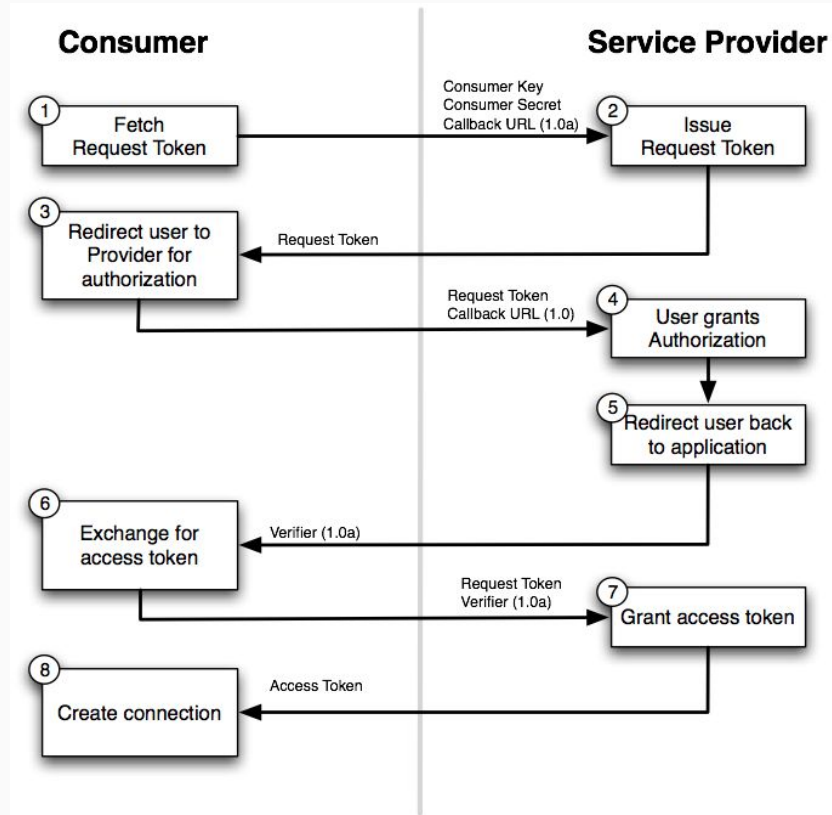 Consumer
Service Provider
Consumer Key
Consumer Secret
Callback URL (1.0a)
1
Fetch
Request Token
2
Issue
Request Token
3
Redirect user to
Provider for
authorization
Request Token
Request Token
Callback URL (1.0)
4
User grants
Authorization
5
Redirect user back
to application
6
Exchange for
access token
Verifier (1.0a)
Request Token
Verifier (1.0a)
7
Grant access token
8
Create connection
Access Token